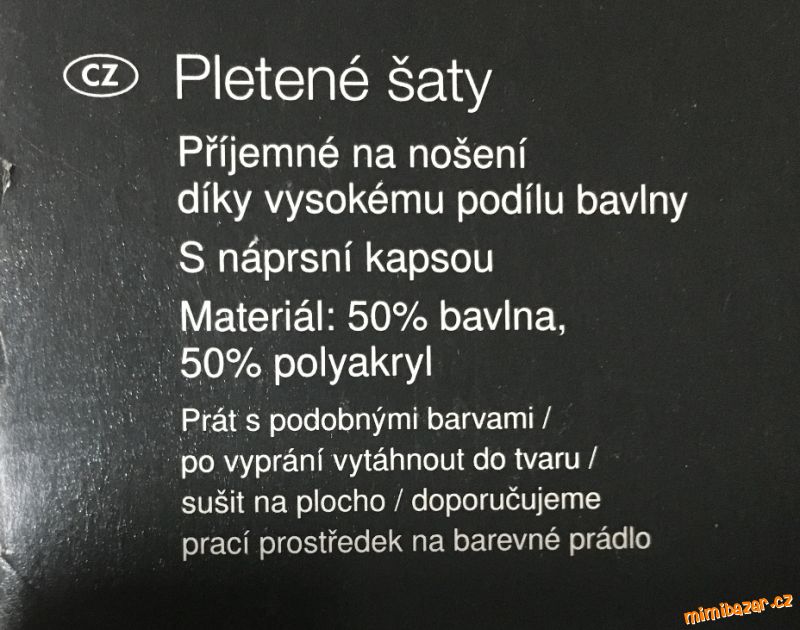 CZ Pletené šaty
Příjemné na nošení
díky vysokému podílu bavlny
S náprsní kapsou
Materiál: 50% bavlna,
50% polyakryl
Prát s podobnými barvami /
po vyprání vytáhnout do tvaru /
sušit na plocho / doporučujeme
prací prostředek na barevné prádlo
mimibazar.cz